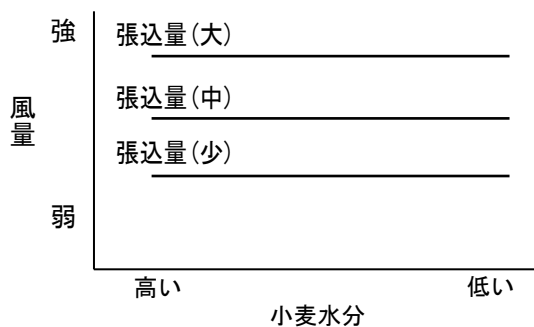 強
張込量(大)
張込量(中)
風量
張込量(少)
弱
高い
低い
小麦水分